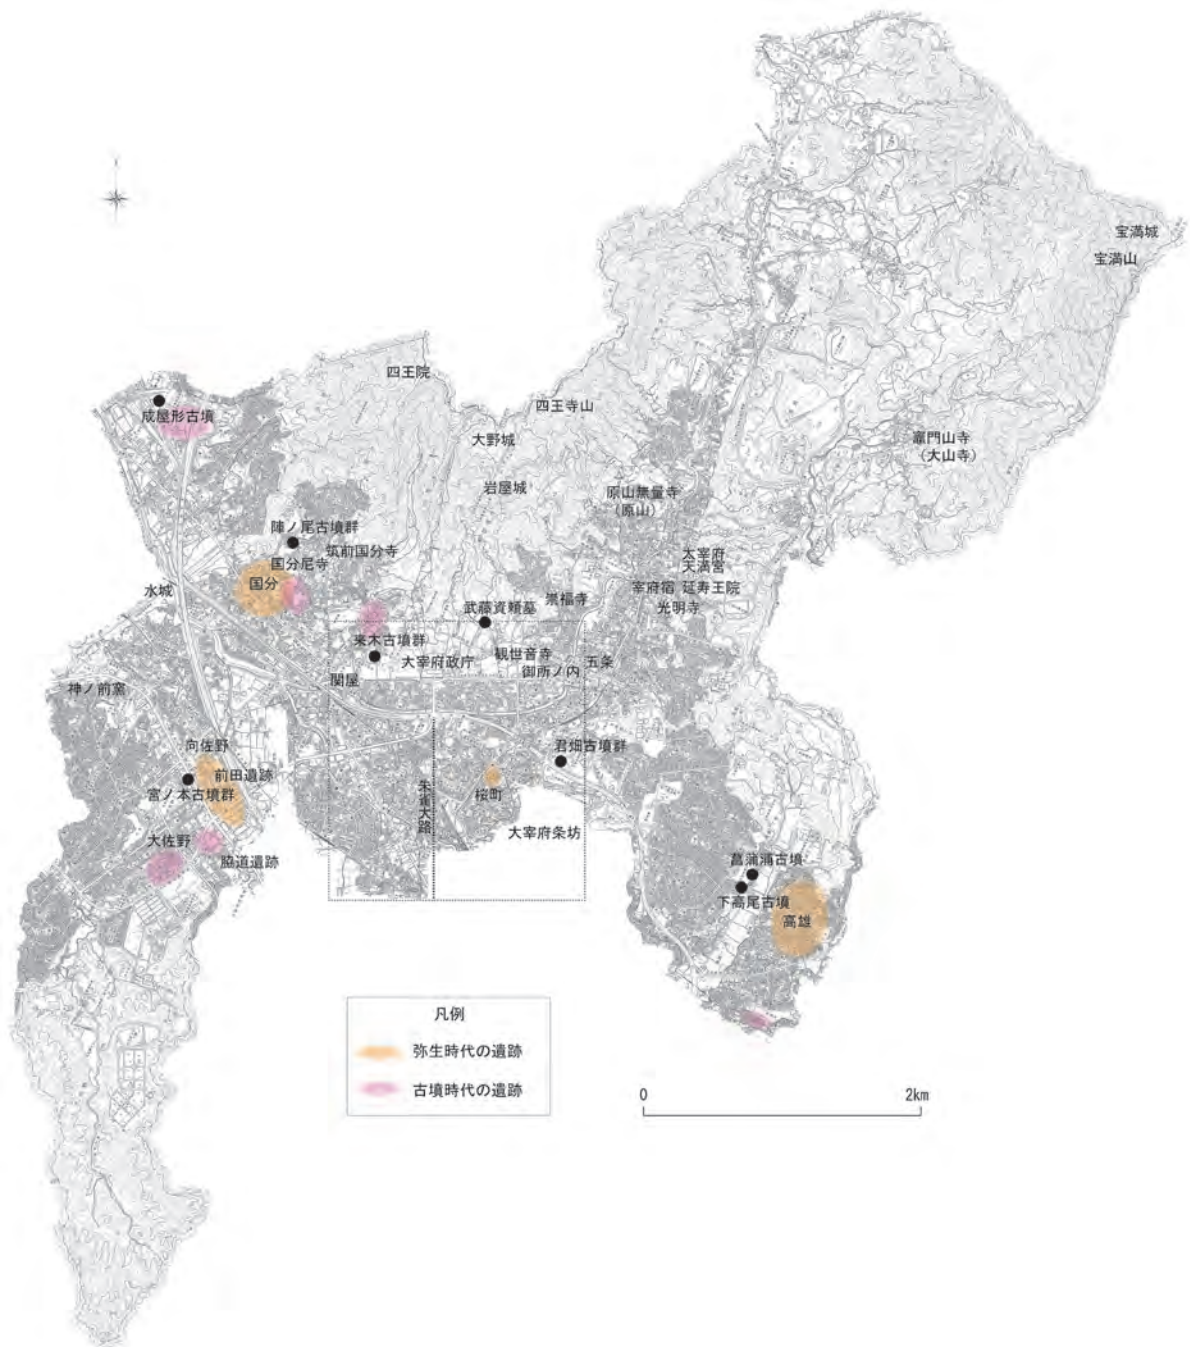 宝満城
宝満山
四王院
四王寺山
成屋形古墳
大野城
竈門山寺
(大山寺)
岩屋城
原山無量寺
(原山)
陣ノ尾古墳群
筑前国分寺
太宰府
天満宮
国分尼寺
国分
水城
宰府宿
延寿王院
崇福寺
武藤資頼墓
光明寺
来木古墳群
大宰府政庁
観世音寺
御所ノ内
五条
関屋
神ノ前窯
向佐野
前田遺跡
君畑古墳群
宮ノ本古墳群
朱雀大路
桜町
大宰府条坊
大佐野
脇道遺跡
菖蒲浦古墳
下高尾古墳
高雄
凡例
弥生時代の遺跡
古墳時代の遺跡
0
2km